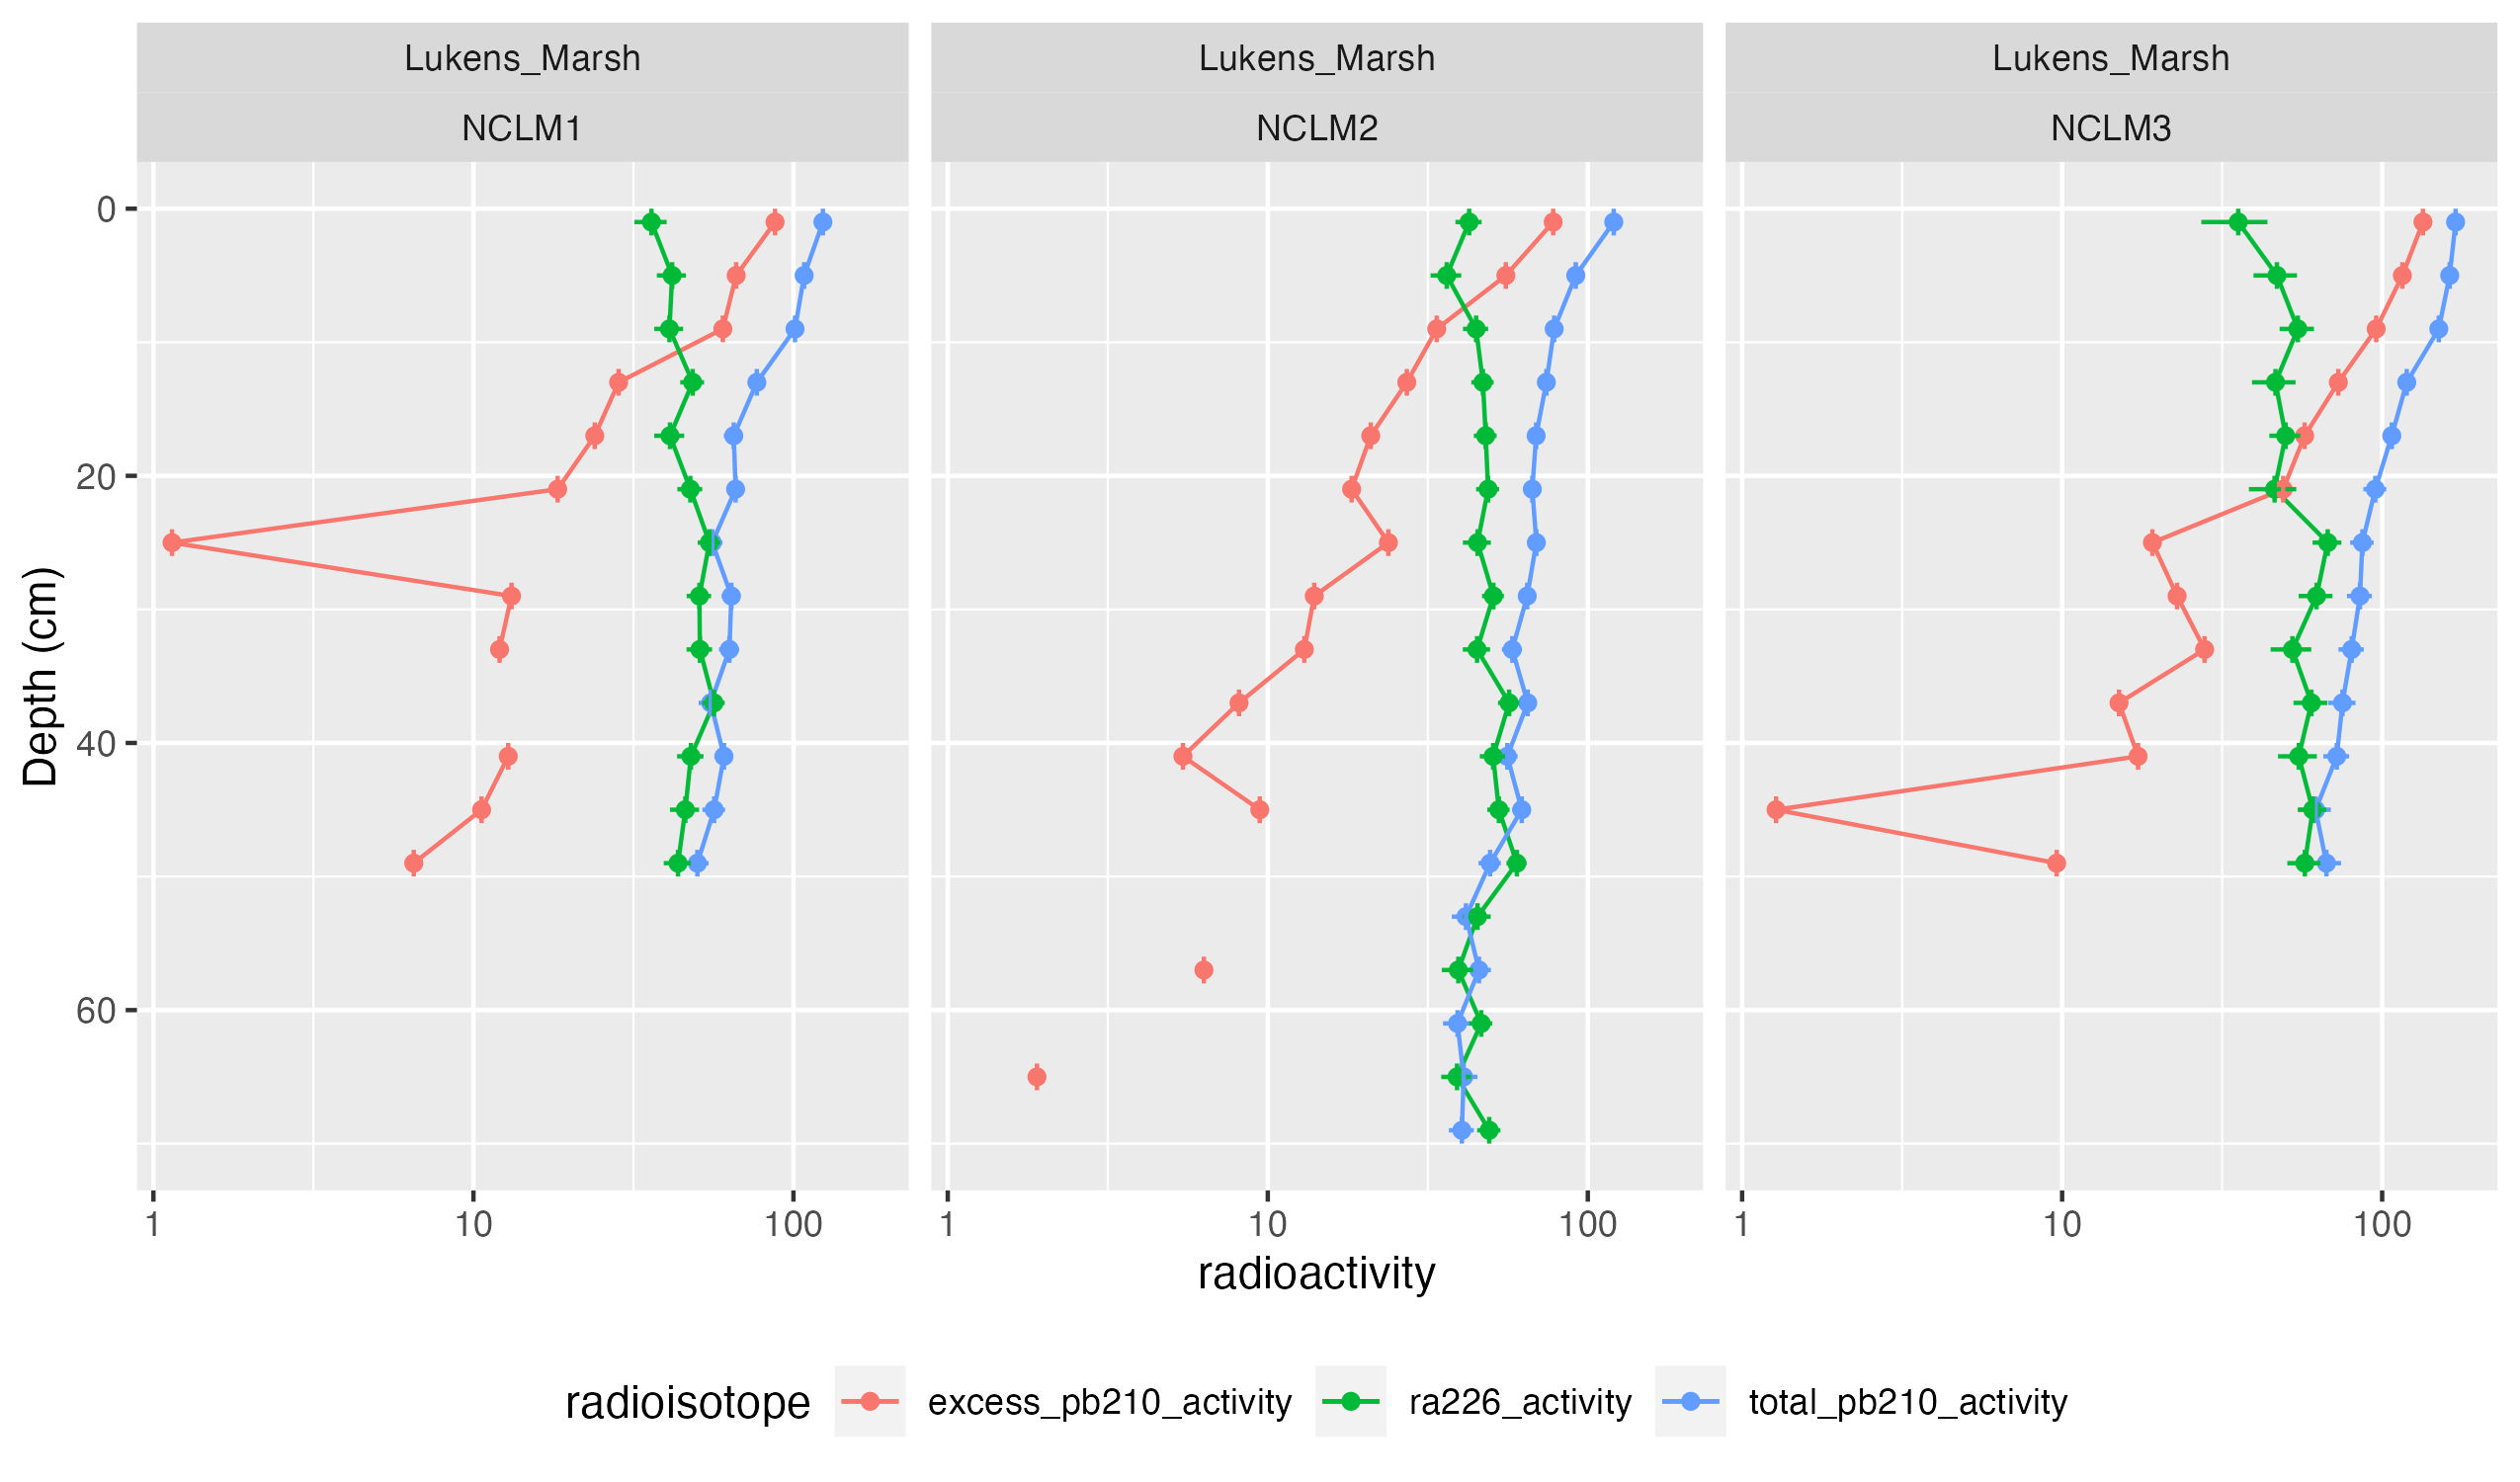 Lukens_Marsh Lukens_Marsh Lukens_Marsh
NCLM1 NCLM2 NCLM3
0
20
40
60
Depth (cm)
1 10 100 1 10 100 1 10 100
radioactivity
radioisotope excess_pb210_activity ra226_activity total_pb210_activity